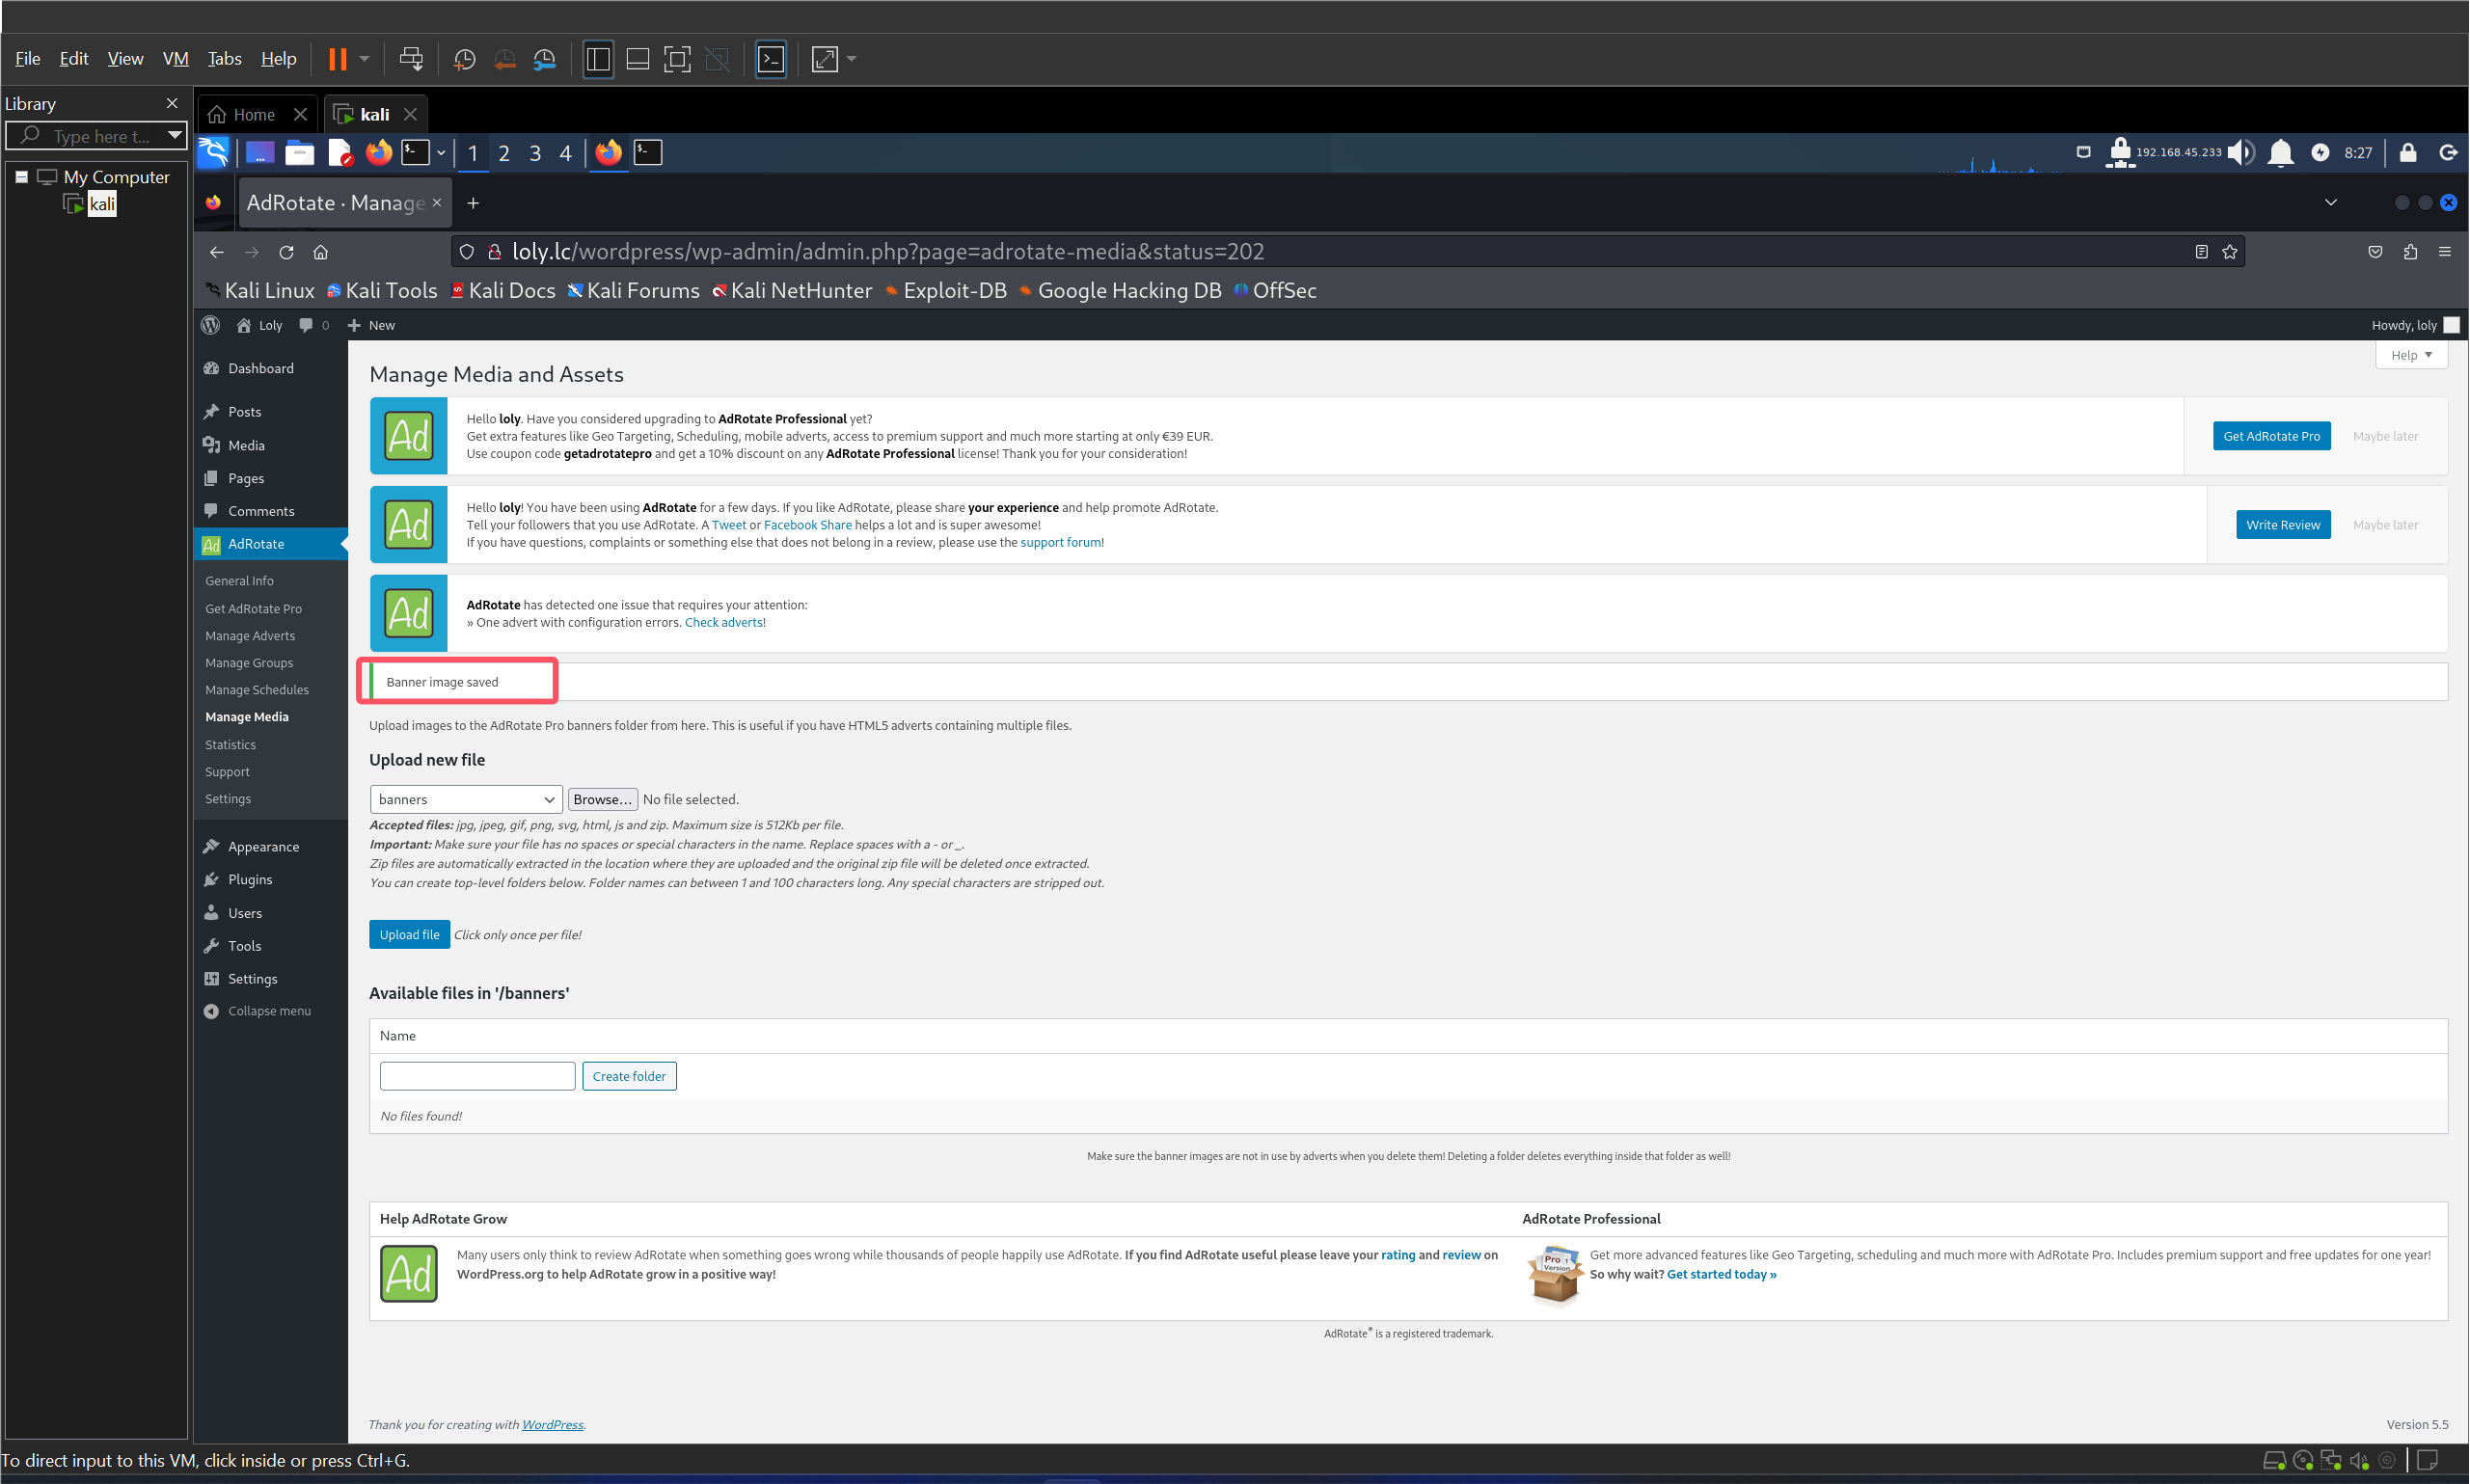 File Edit View VM Tabs Help
Library
Home
kali
Type here t...
My Computer
kali
1 2 3 4
192.168.45.233
8:27
AdRotate · Manage
loly.lc/wordpress/wp-admin/admin.php?page=adrotate-media&status=202
Kali Linux Kali Tools Kali Docs Kali Forums Kali NetHunter Exploit-DB Google Hacking DB OffSec
Loly 0 New
Howdy, loly
Help
Dashboard
Posts
Media
Pages
Comments
AdRotate
General Info
Get AdRotate Pro
Manage Adverts
Manage Groups
Manage Schedules
Manage Media
Statistics
Support
Settings
Appearance
Plugins
Users
Tools
Settings
Collapse menu
Manage Media and Assets
Ad
Hello loly. Have you considered upgrading to AdRotate Professional yet?
Get extra features like Geo Targeting, Scheduling, mobile adverts, access to premium support and much more starting at only €39 EUR.
Use coupon code getadrotatepro and get a 10% discount on any AdRotate Professional license! Thank you for your consideration!
Get AdRotate Pro
Maybe later
Ad
Hello loly! You have been using AdRotate for a few days. If you like AdRotate, please share your experience and help promote AdRotate.
Tell your followers that you use AdRotate. A Tweet or Facebook Share helps a lot and is super awesome!
If you have questions, complaints or something else that does not belong in a review, please use the support forum!
Write Review
Maybe later
Ad
AdRotate has detected one issue that requires your attention:
» One advert with configuration errors. Check adverts!
Banner image saved
Upload images to the AdRotate Pro banners folder from here. This is useful if you have HTML5 adverts containing multiple files.
Upload new file
banners
Browse...
No file selected.
Accepted files: jpg, jpeg, gif, png, svg, html, js and zip. Maximum size is 512Kb per file.
Important: Make sure your file has no spaces or special characters in the name. Replace spaces with a - or _.
Zip files are automatically extracted in the location where they are uploaded and the original zip file will be deleted once extracted.
You can create top-level folders below. Folder names can between 1 and 100 characters long. Any special characters are stripped out.
Upload file
Click only once per file!
Available files in '/banners'
Name
Create folder
No files found!
Make sure the banner images are not in use by adverts when you delete them! Deleting a folder deletes everything inside that folder as well!
Help AdRotate Grow
Ad
Many users only think to review AdRotate when something goes wrong while thousands of people happily use AdRotate. If you find AdRotate useful please leave your rating and review on
WordPress.org to help AdRotate grow in a positive way!
AdRotate Professional
Pro
Version
Get more advanced features like Geo Targeting, scheduling and much more with AdRotate Pro. Includes premium support and free updates for one year!
So why wait? Get started today »
AdRotate® is a registered trademark.
Thank you for creating with WordPress.
Version 5.5
To direct input to this VM, click inside or press Ctrl+G.